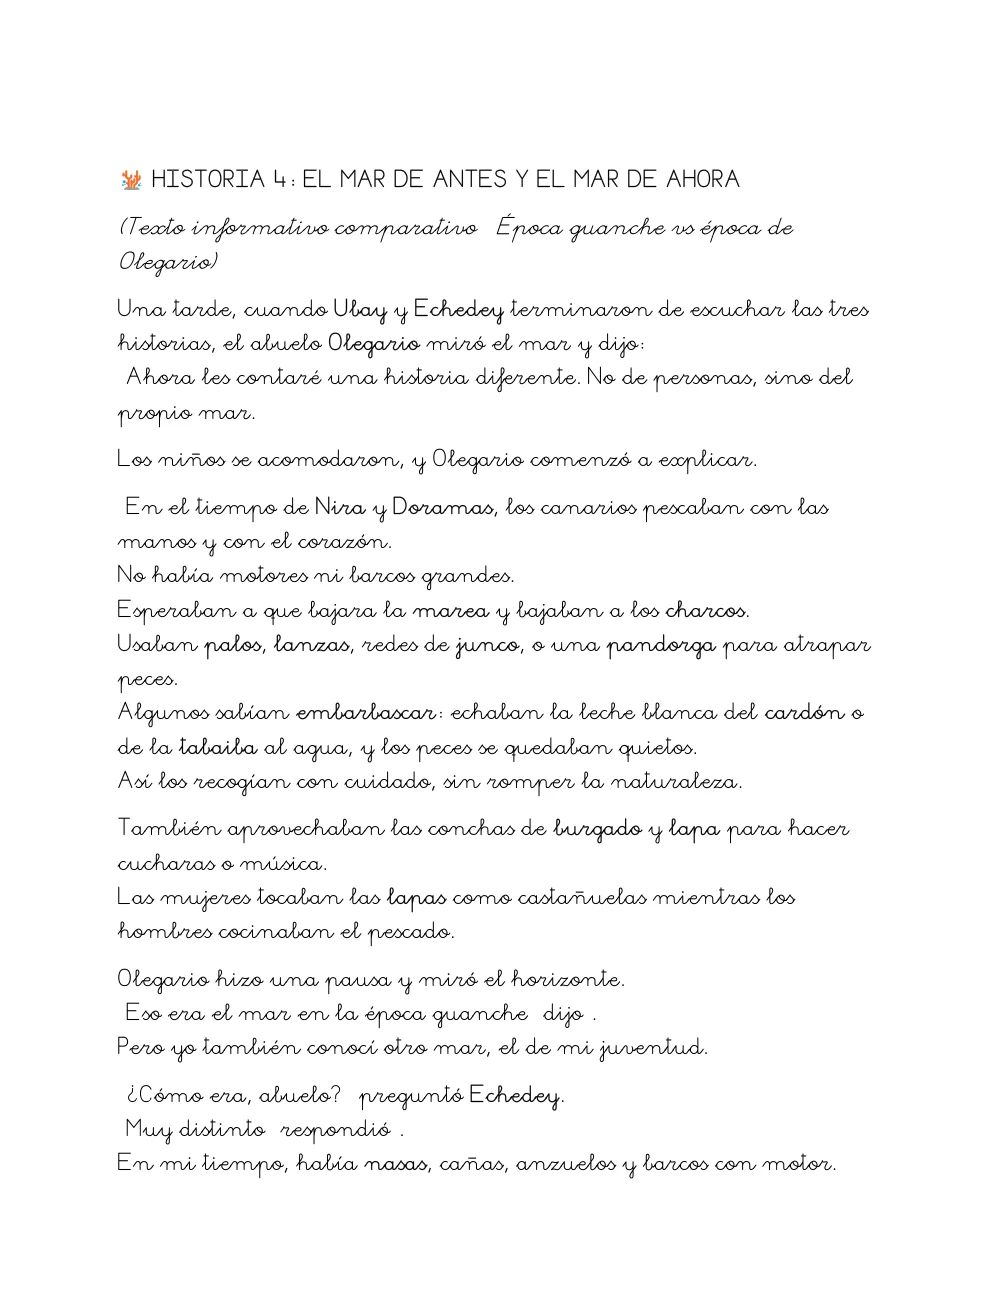 HISTORIA 4: EL MAR DE ANTES Y EL MAR DE AHORA
(Texto informativo comparativo Época guanche vs época de
Olegario)
Una tarde, cuando Ubay y Echedey terminaron de escuchar las tres
historias, el abuelo Olegario miró el mar y dijo:
Ahora les contaré una historia diferente. No de personas, sino del
propio mar.
Los niños se acomodaron, y Olegario comenzó a explicar.
En el tiempo de Nira y Doramas, los canarios pescaban con las
manos y con el corazón.
No había motores ni barcos grandes.
Esperaban a que bajara la marea y bajaban a los charcos.
Usaban palos, lanzas, redes de junco, o una pandorga para atrapar
peces.
Algunos sabían embarbascar: echaban la leche blanca del cardón o
de la tabaiba al agua, y los peces se quedaban quietos.
Así los recogían con cuidado, sin romper la naturaleza.
También aprovechaban las conchas de burgado y lapa para hacer
cucharas o música.
Las mujeres tocaban las lapas como castañuelas mientras los
hombres cocinaban el pescado.
Olegario hizo una pausa y miró el horizonte.
Eso era el mar en la época guanche dijo .
Pero yo también conocí otro mar, el de mi juventud.
¿Cómo era, abuelo? preguntó Echedey.
Muy distinto respondió .
En mi tiempo, había nasas, cañas, anzuelos y barcos con motor.